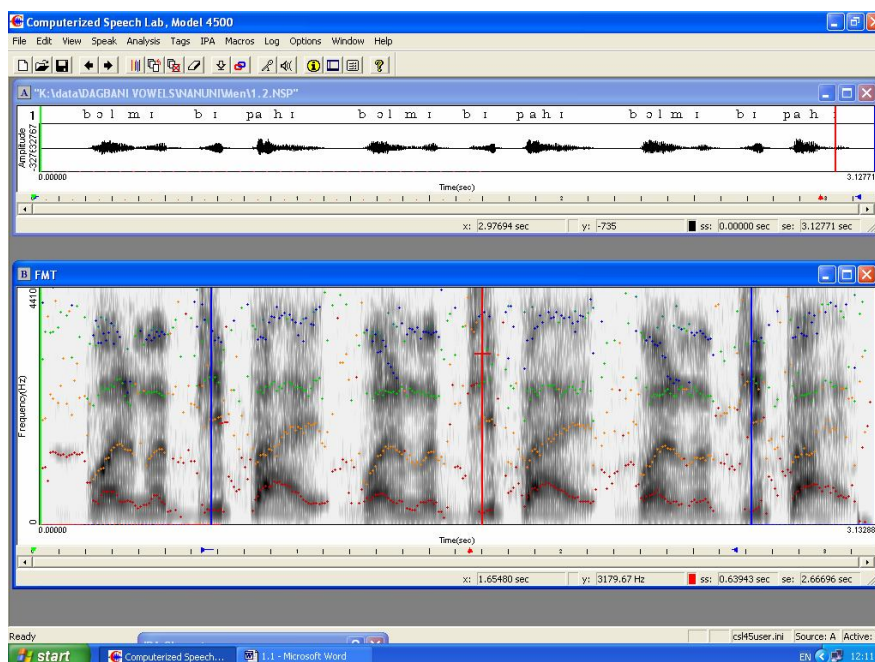 Computerized Speech Lab, Model 4500
File Edit View Speak Analysis Tags IPA Macros Log Options Window Help
A "K:\data\DAGBANI VOWELS\NANUNI\Men\1.2.NSP"
1 b ɔ l m ɪ b ɪ pa h ɪ b ɔ l m ɪ b ɪ pa h ɪ b ɔ l m ɪ b ɪ pa h ɪ
Amplitude
0.00000 3.12771
Time(sec)
x: 2.97694 sec y: -735 ss: 0.00000 sec se: 3.12771 sec
B FMT
4410
Frequency(Hz)
0
0.00000 3.13288
Time(sec)
x: 1.65480 sec y: 3179.67 Hz ss: 0.63943 sec se: 2.66696 sec
Ready csl45user.ini Source: A Active:
start Computerized Speech... 1.1 - Microsoft Word EN 12:11